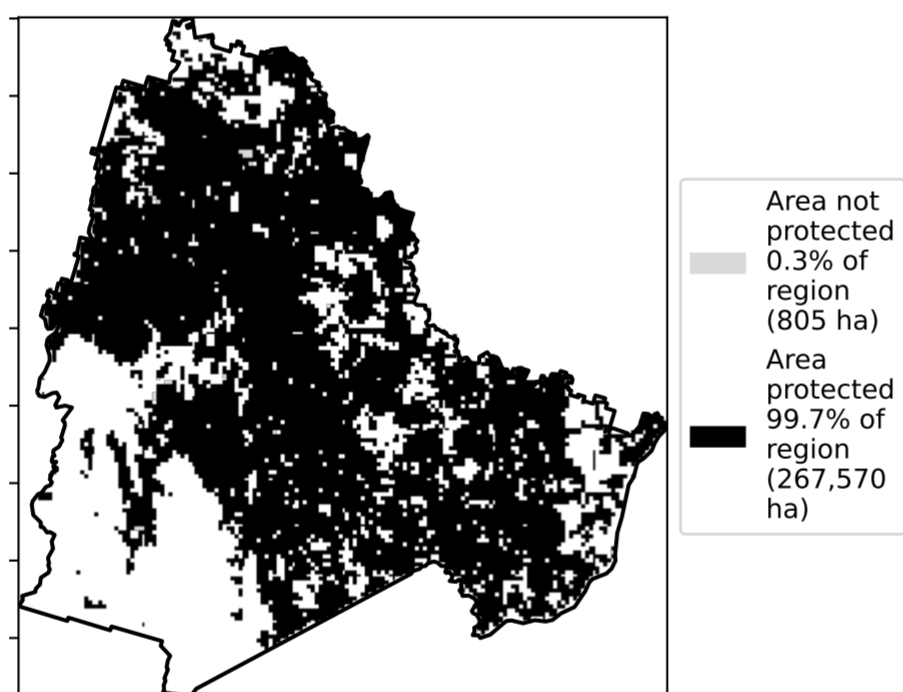 Area not
protected
0.3% of
region
(805 ha)
Area
protected
99.7% of
region
(267,570
ha)